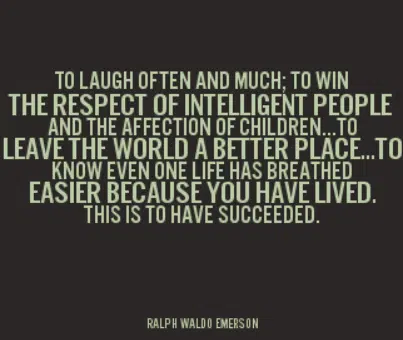 TO LAUGH OFTEN AND MUCH; TO WIN
THE RESPECT OF INTELLIGENT PEOPLE
AND THE AFFECTION OF CHILDREN...TO
LEAVE THE WORLD A BETTER PLACE...TO
KNOW EVEN ONE LIFE HAS BREATHED
EASIER BECAUSE YOU HAVE LIVED.
THIS IS TO HAVE SUCCEEDED.
RALPH WALDO EMERSON